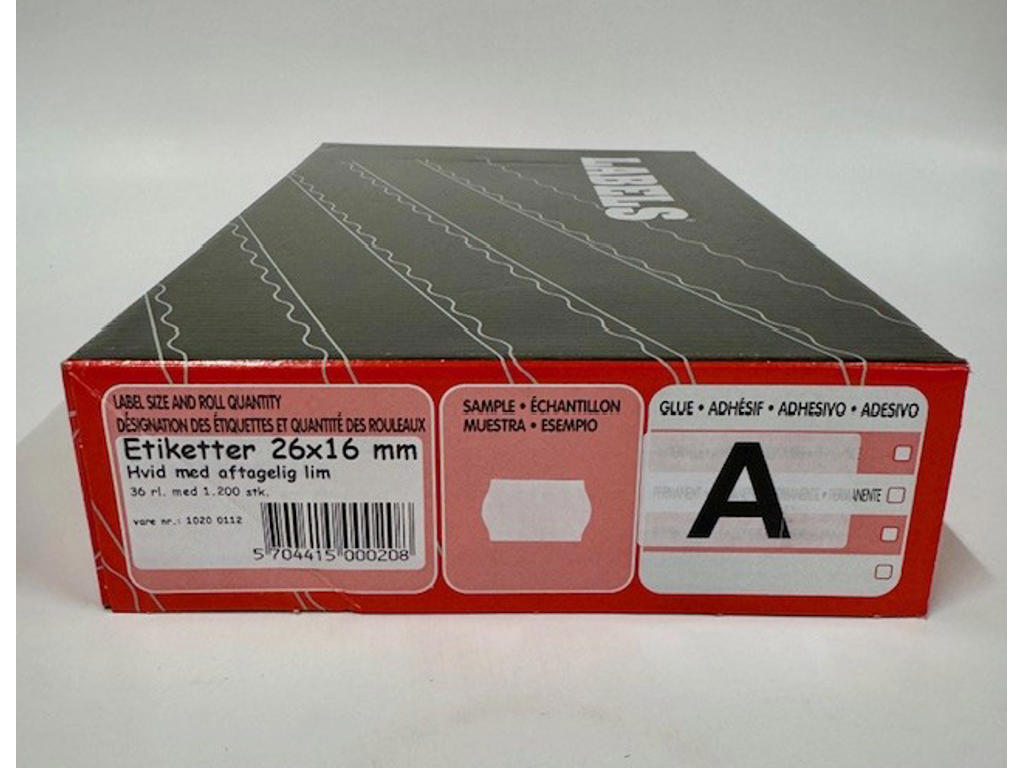 LABELS
LABEL SIZE AND ROLL QUANTITY
DÉSIGNATION DES ÉTIQUETTES ET QUANTITÉ DES ROULEAUX
Etiketter 26x16 mm
Hvid med aftagelig lim
36 rl. med 1.200 stk.
vare nr.: 1020 0112
5 704415 000208
SAMPLE • ÉCHANTILLON
MUESTRA • ESEMPIO
GLUE • ADHÉSIF • ADHESIVO • ADESIVO
A
PERMANENTE